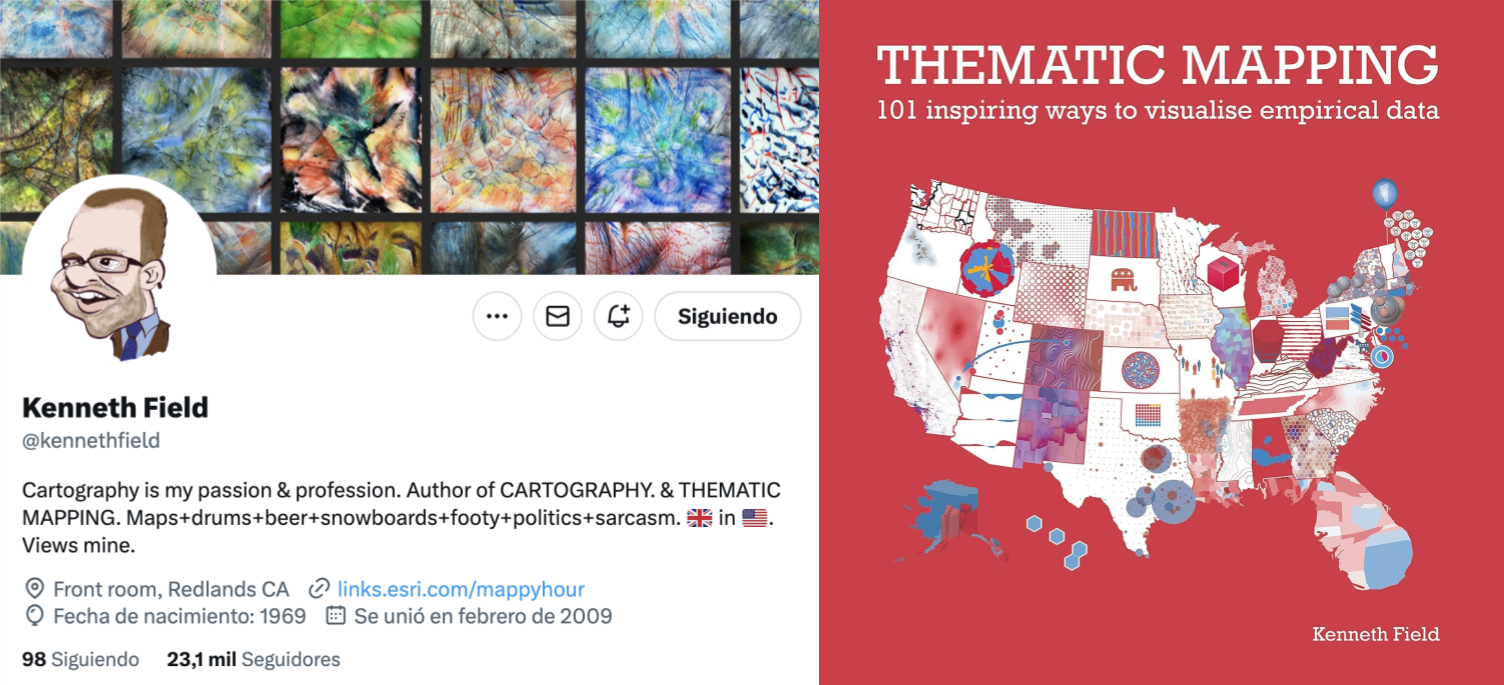 Siguiendo
Kenneth Field
@kennethfield
Cartography is my passion & profession. Author of CARTOGRAPHY. & THEMATIC
MAPPING. Maps+drums+beer+snowboards+footy+politics+sarcasm. 🇬🇧 in 🇺🇸.
Views mine.
Front room, Redlands CA links.esri.com/mappyhour
Fecha de nacimiento: 1969 Se unió en febrero de 2009
98 Siguiendo 23,1 mil Seguidores
THEMATIC MAPPING
101 inspiring ways to visualise empirical data
Kenneth Field